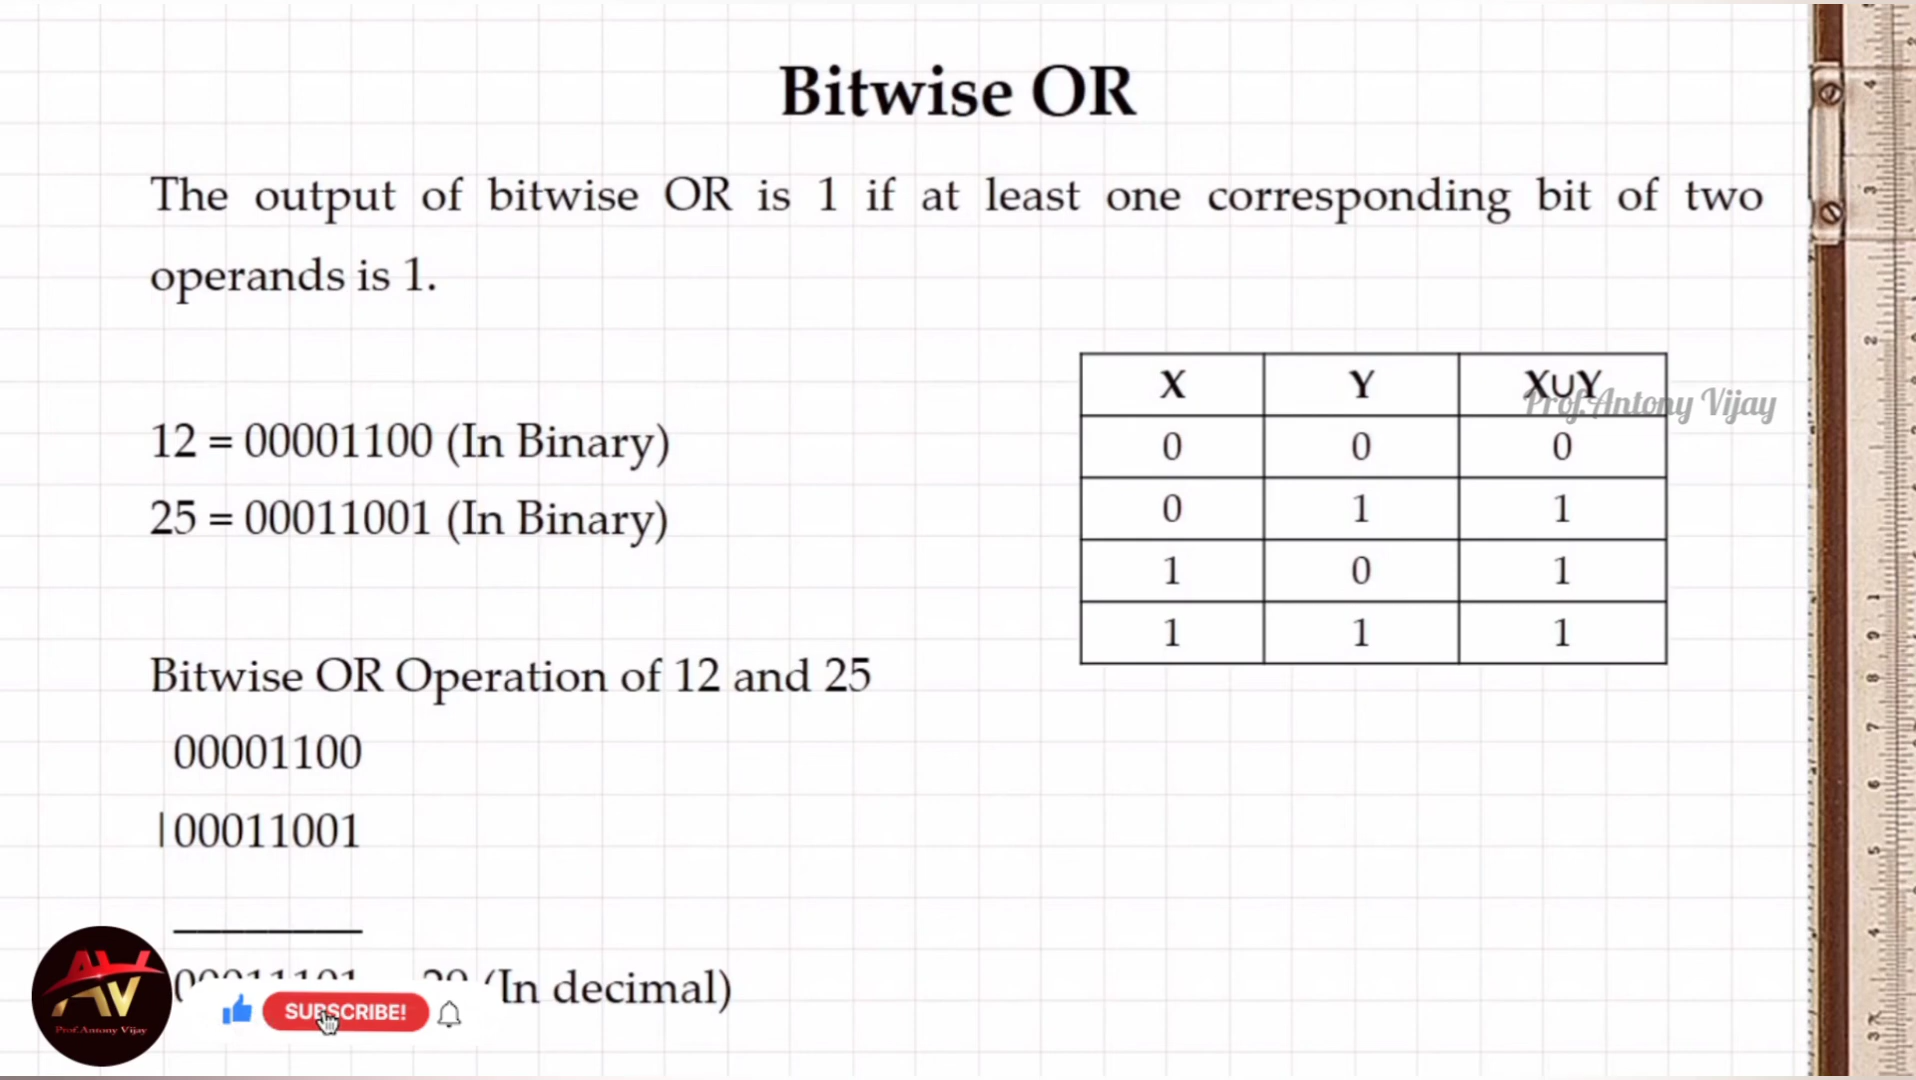 Bitwise OR
The output of bitwise OR is 1 if at least one corresponding bit of two
operands is 1.
12 = 00001100 (In Binary)
25 = 00011001 (In Binary)
X Y X∪Y
Prof.Antony Vijay
0 0 0
0 1 1
1 0 1
1 1 1
Bitwise OR Operation of 12 and 25
00001100
|00011001
________
(In decimal)
AV
Prof.Antony Vijay
SUBSCRIBE!